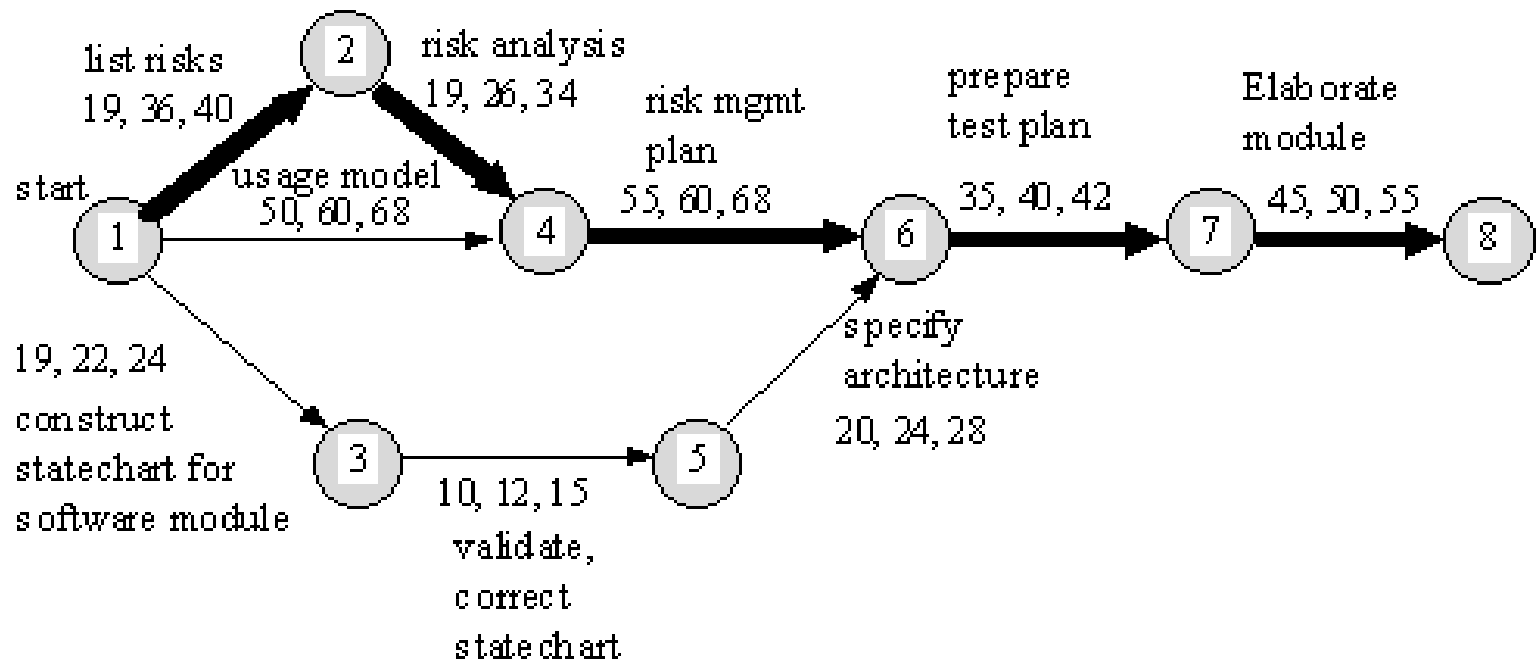 2
list risks
19, 36, 40
risk analysis
19, 26, 34
risk mgmt
plan
55, 60, 68
prepare
test plan
35, 40, 42
Elaborate
module
45, 50, 55
start
usage model
50, 60, 68
1
4
6
7
8
19, 22, 24
construct
statechart for
software module
3
10, 12, 15
validate,
correct
statechart
5
specify
architecture
20, 24, 28